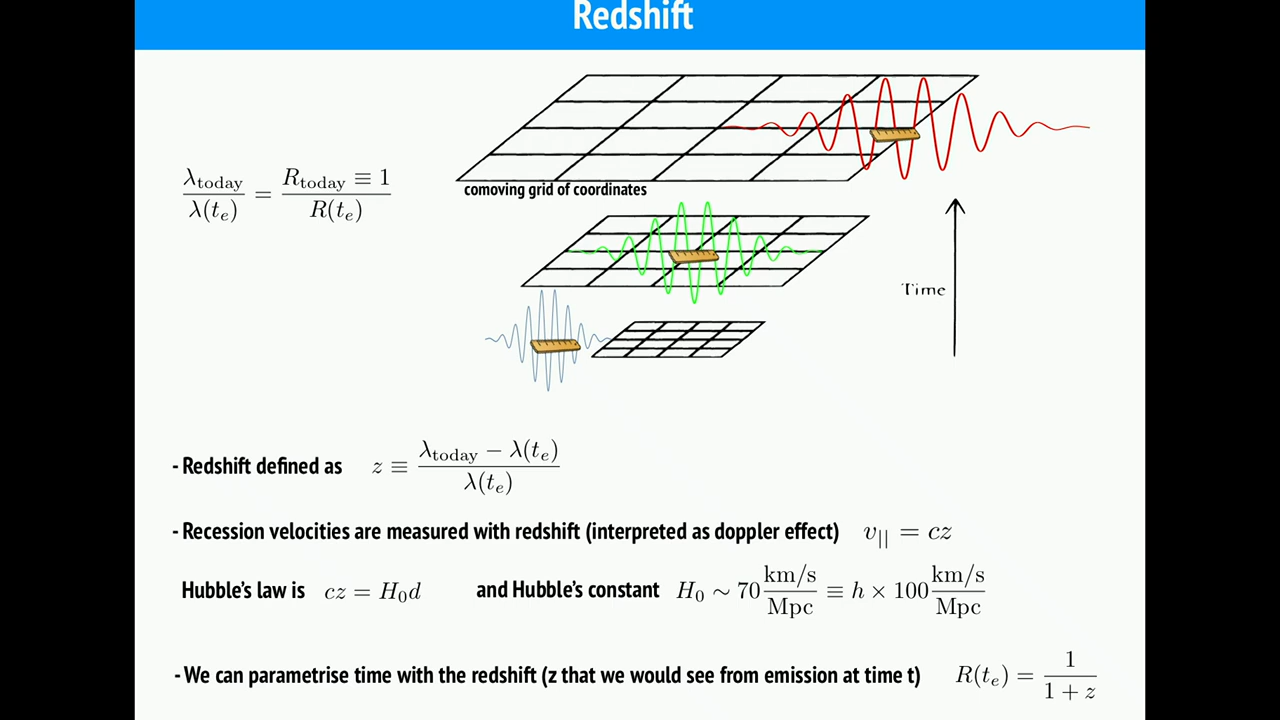 Redshift
λ_today / λ(t_e) = R_today ≡ 1 / R(t_e)
comoving grid of coordinates
Time
- Redshift defined as z ≡ (λ_today − λ(t_e)) / λ(t_e)
- Recession velocities are measured with redshift (interpreted as doppler effect) v_|| = cz
Hubble's law is cz = H_0d and Hubble's constant H_0 ∼ 70 km/s / Mpc ≡ h × 100 km/s / Mpc
- We can parametrise time with the redshift (z that we would see from emission at time t) R(t_e) = 1 / (1 + z)